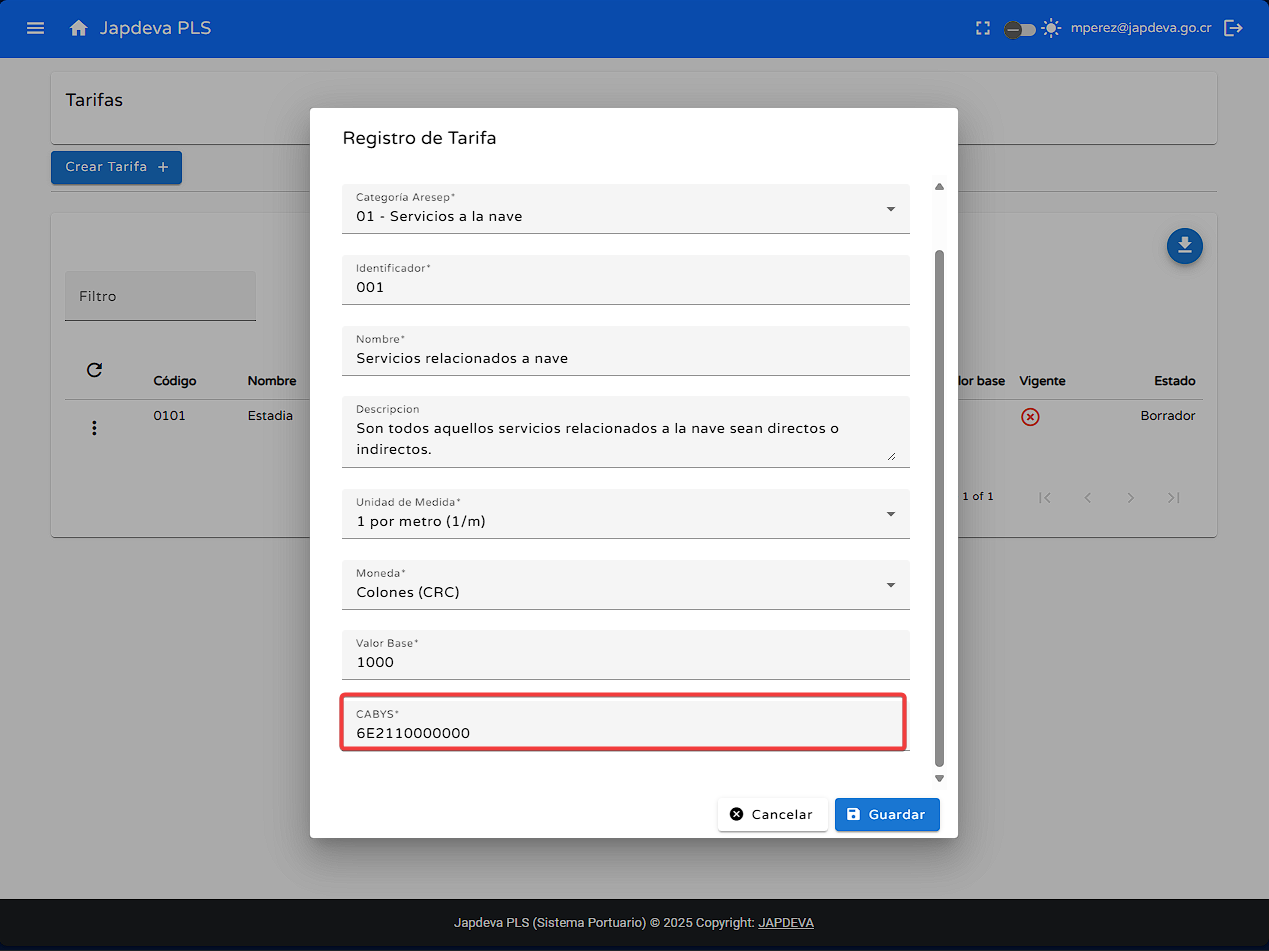 Japdeva PLS
mperez@japdeva.go.cr
Tarifas
Crear Tarifa +
Registro de Tarifa
Categoría Aresep*
01 - Servicios a la nave
Identificador*
001
Nombre*
Servicios relacionados a nave
Descripcion
Son todos aquellos servicios relacionados a la nave sean directos o
indirectos.
Unidad de Medida*
1 por metro (1/m)
Moneda*
Colones (CRC)
Valor Base*
1000
CABYS*
6E2110000000
Cancelar
Guardar
Filtro
Código Nombre lor base Vigente Estado
0101 Estadia Borrador
1 of 1
Japdeva PLS (Sistema Portuario) © 2025 Copyright: JAPDEVA